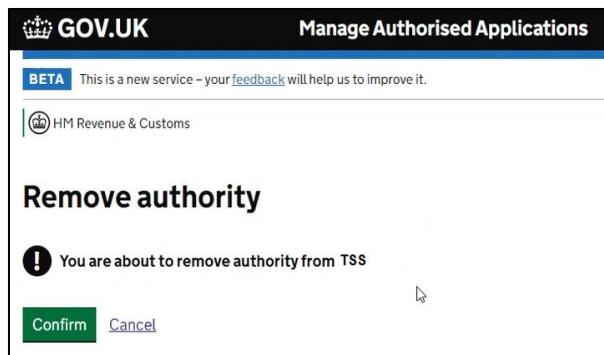 GOV.UK Manage Authorised Applications
BETA This is a new service – your feedback will help us to improve it.
HM Revenue & Customs
Remove authority
! You are about to remove authority from TSS
Confirm Cancel